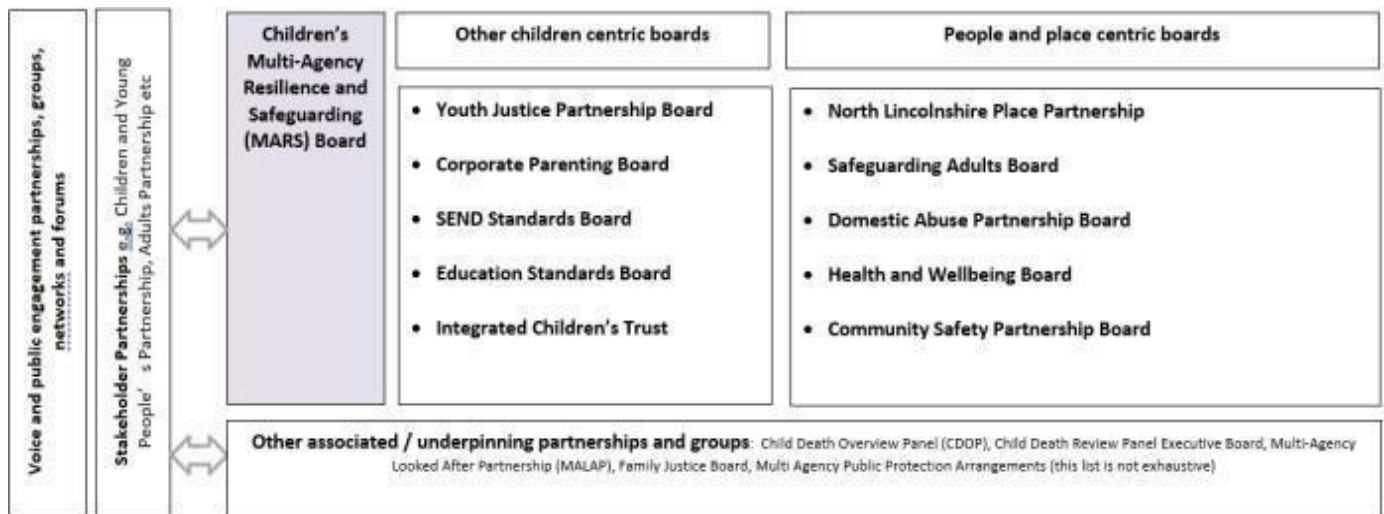 Voice and public engagement partnerships, groups,
networks and forums
Stakeholder Partnerships e.g. Children and Young
People’ s Partnership, Adults Partnership etc
Children’s
Multi-Agency
Resilience and
Safeguarding
(MARS) Board
Other children centric boards
• Youth Justice Partnership Board
• Corporate Parenting Board
• SEND Standards Board
• Education Standards Board
• Integrated Children’s Trust
People and place centric boards
• North Lincolnshire Place Partnership
• Safeguarding Adults Board
• Domestic Abuse Partnership Board
• Health and Wellbeing Board
• Community Safety Partnership Board
Other associated / underpinning partnerships and groups: Child Death Overview Panel (CDOP), Child Death Review Panel Executive Board, Multi-Agency
Looked After Partnership (MALAP), Family Justice Board, Multi Agency Public Protection Arrangements (this list is not exhaustive)